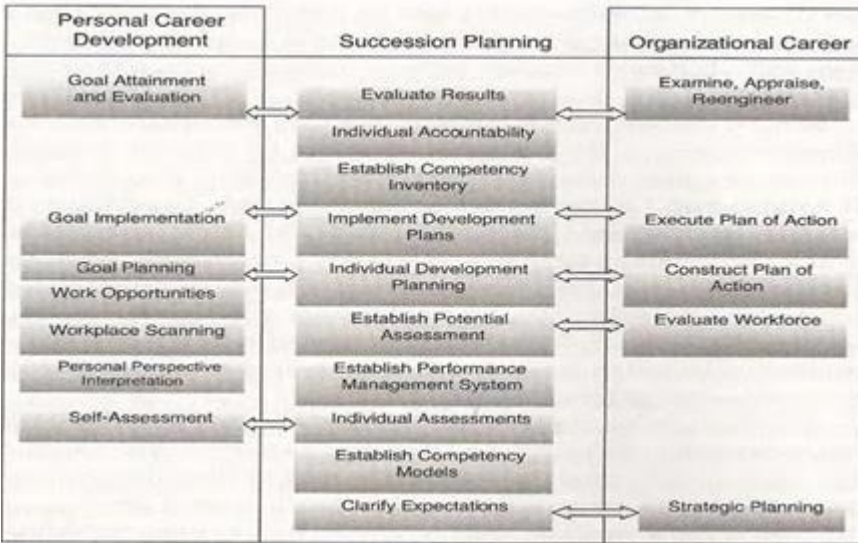 Personal Career
Development
Succession Planning
Organizational Career
Goal Attainment
and Evaluation
Evaluate Results
Examine, Appraise,
Reengineer
Individual Accountability
Establish Competency
Inventory
Goal Implementation
Implement Development
Plans
Execute Plan of Action
Goal Planning
Individual Development
Planning
Construct Plan of
Action
Work Opportunities
Workplace Scanning
Establish Potential
Assessment
Evaluate Workforce
Personal Perspective
Interpretation
Establish Performance
Management System
Self-Assessment
Individual Assessments
Establish Competency
Models
Clarify Expectations
Strategic Planning